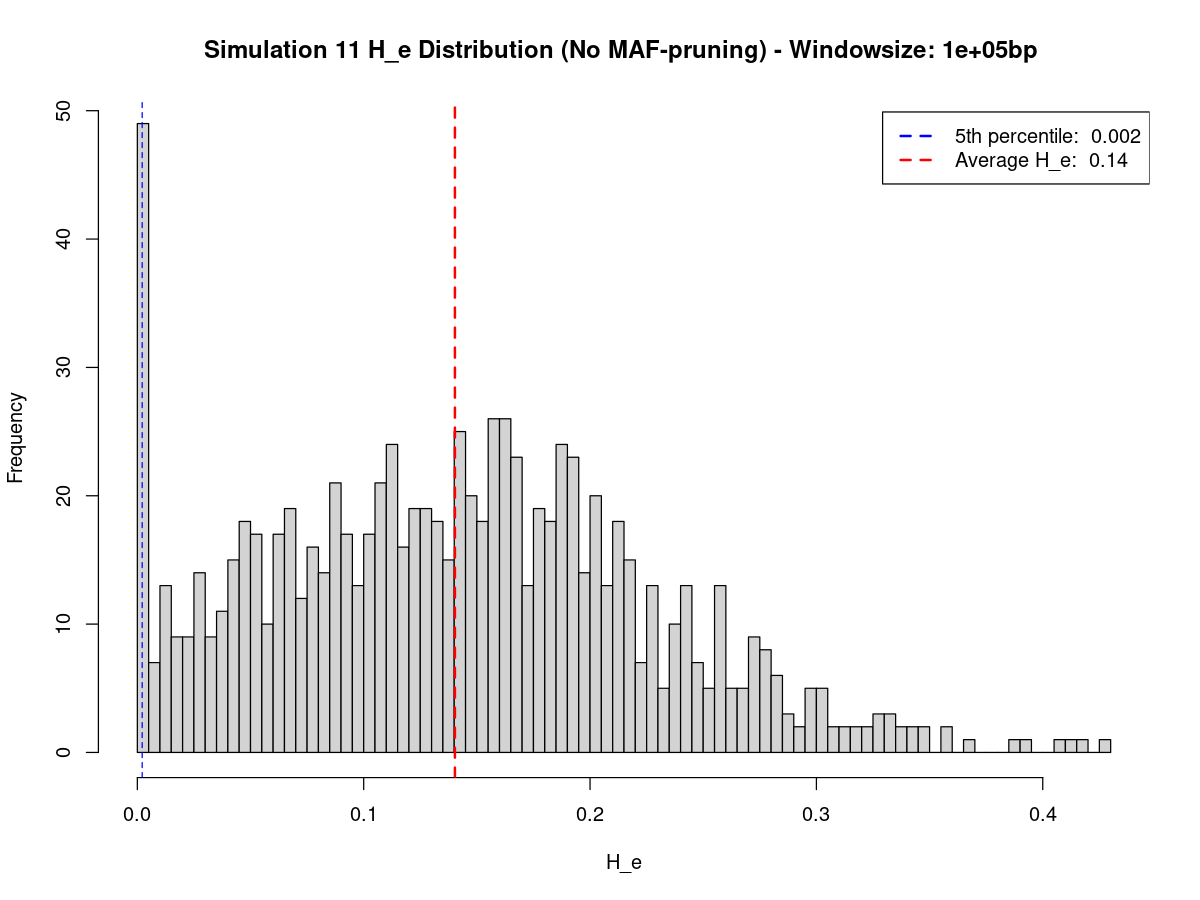 Simulation 11 H_e Distribution (No MAF-pruning) - Windowsize: 1e+05bp
5th percentile: 0.002
Average H_e: 0.14
Frequency
50
40
30
20
10
0
0.0 0.1 0.2 0.3 0.4
H_e